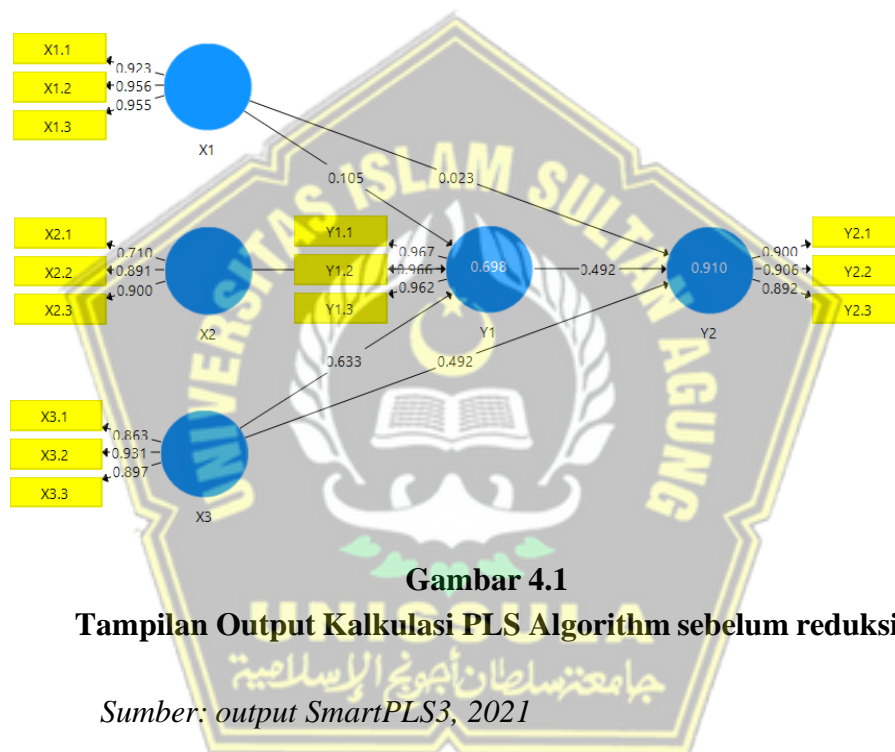 X1.1
0.923
X1.2
0.956
0.955
X1.3
X1
0.105
0.023
X2.1
0.710
X2.2
0.891
X2.3
0.900
X2
Y1.1
0.967
Y1.2
0.966
Y1.3
0.962
0.698
Y1
0.492
0.910
Y2
0.900
Y2.1
0.906
Y2.2
0.892
Y2.3
0.633
0.492
X3.1
0.863
X3.2
0.931
0.897
X3.3
X3
UNIVERSITAS ISLAM SULTAN AGUNG
Gambar 4.1
UNISSULA
Tampilan Output Kalkulasi PLS Algorithm sebelum reduksi
جامعة سلطان أجونج الإسلامية
Sumber: output SmartPLS3, 2021